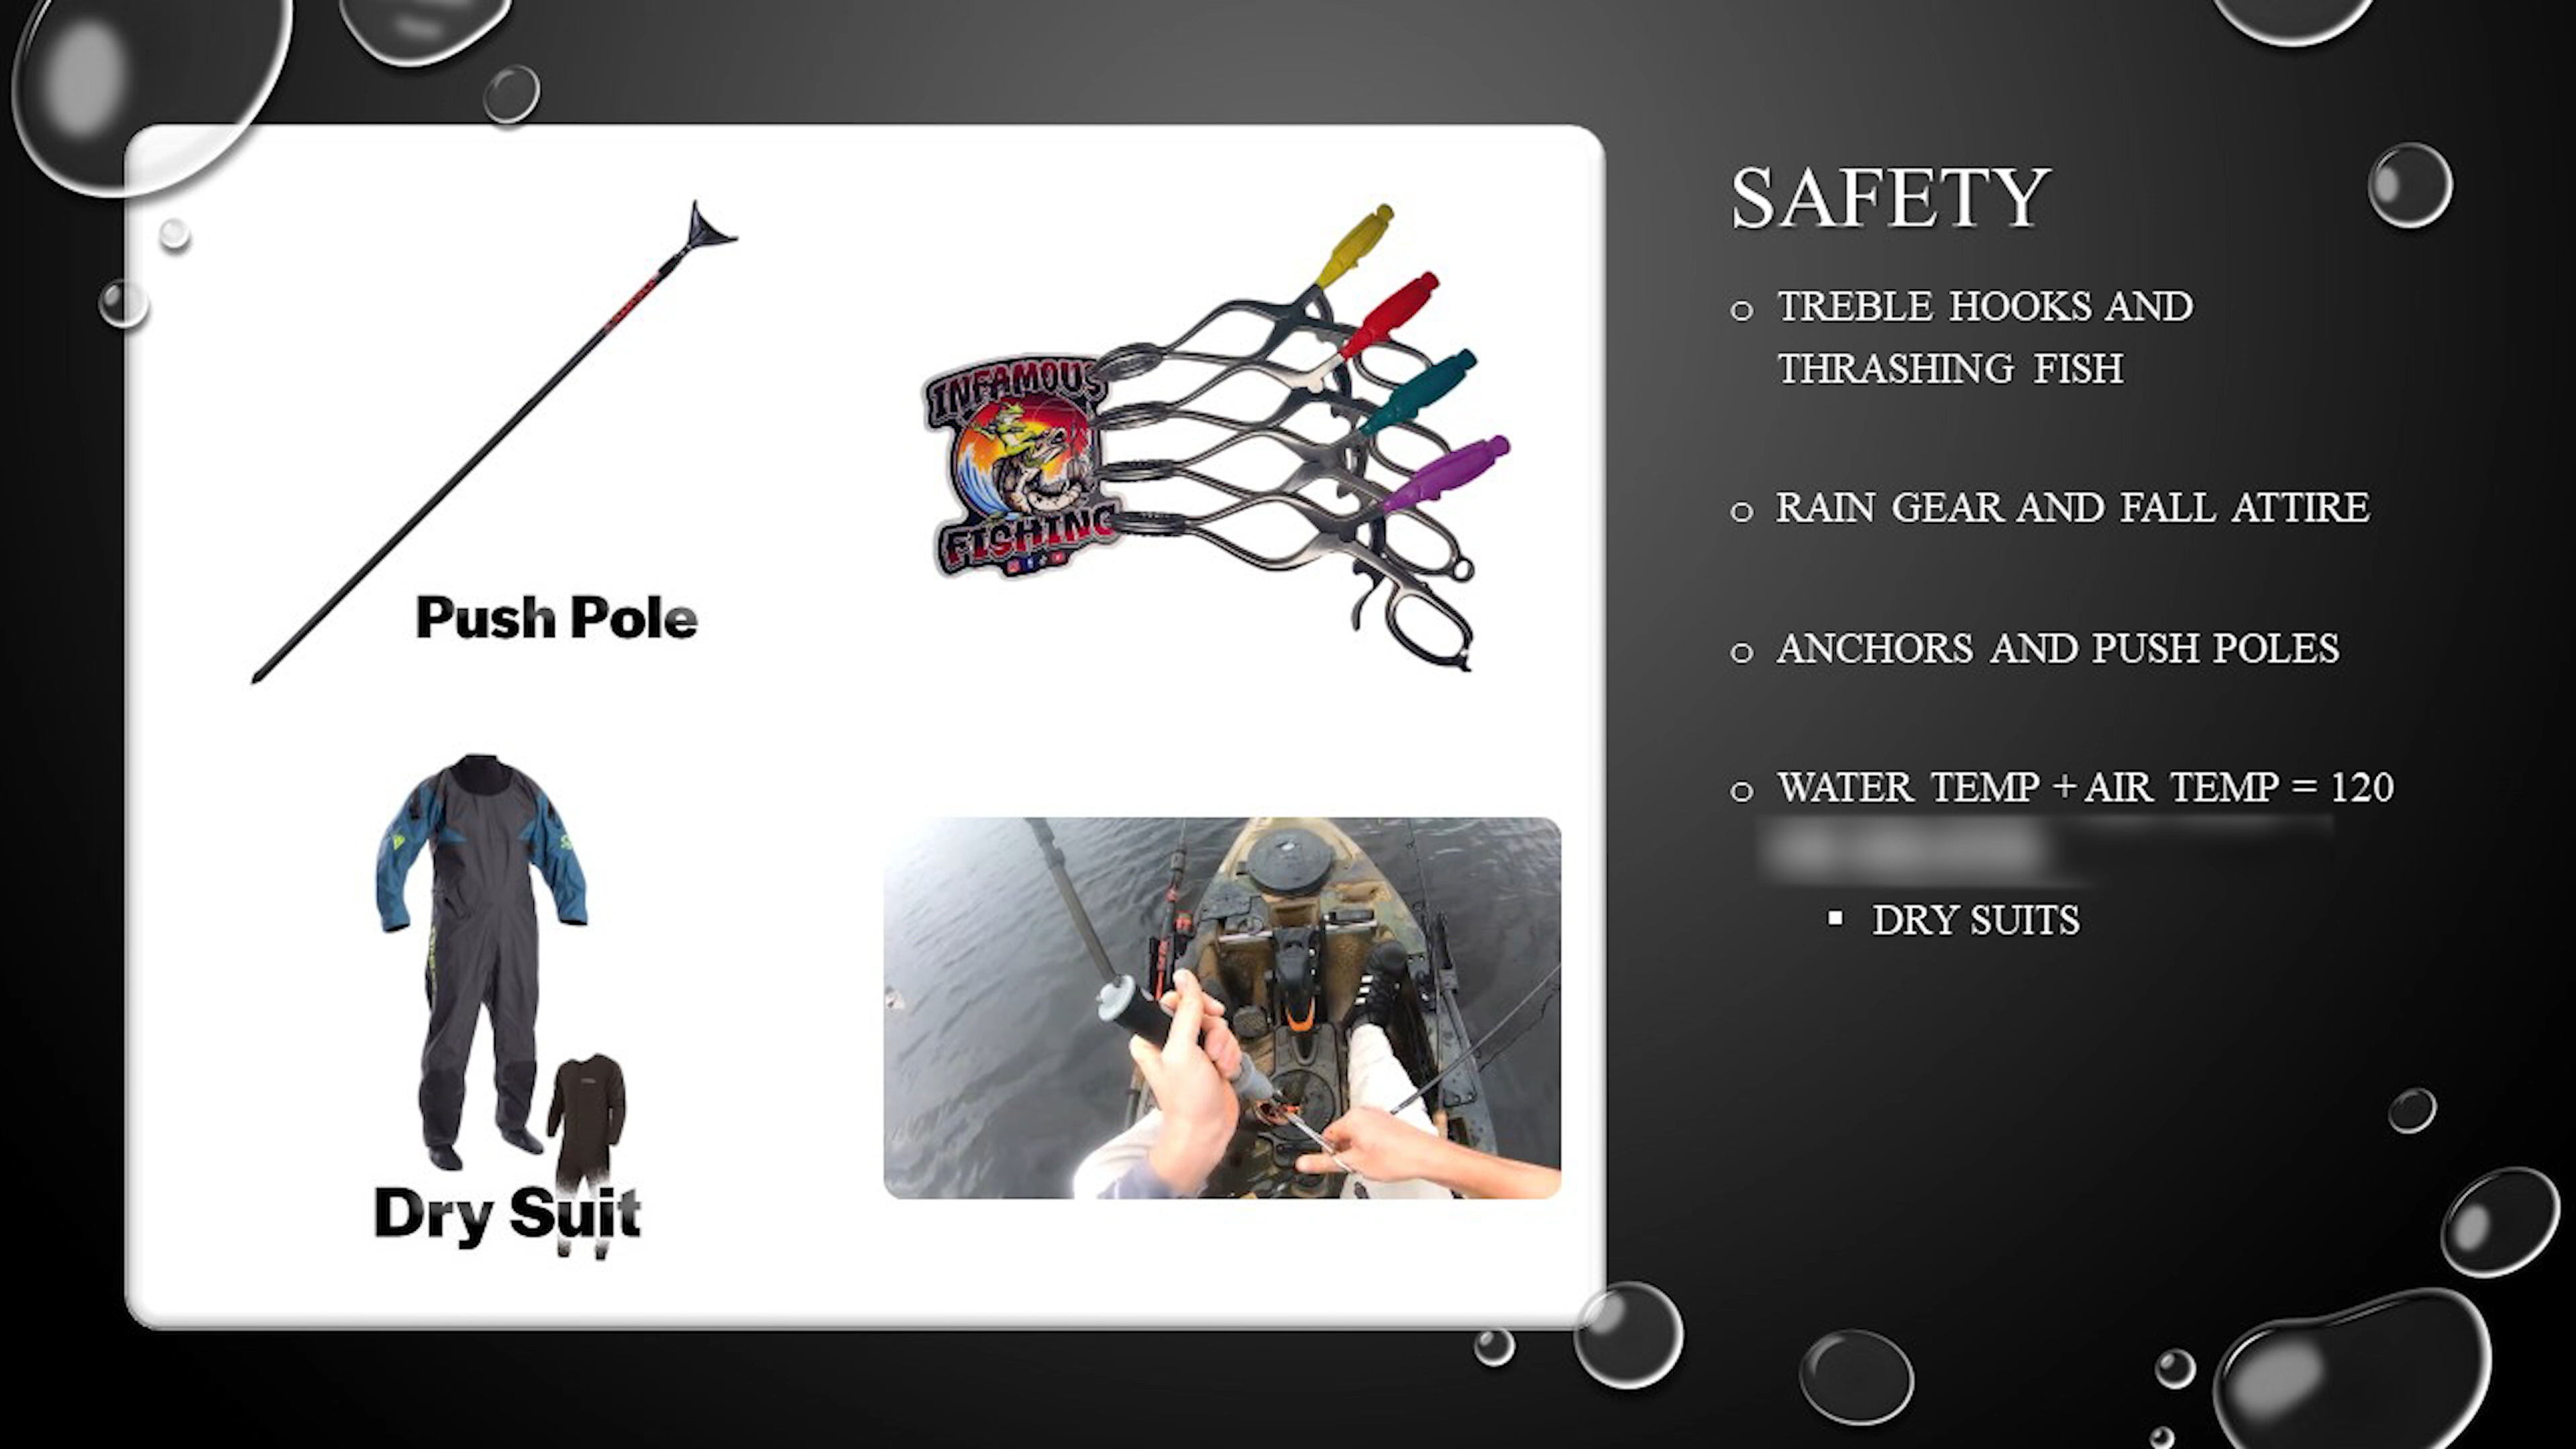 SAFETY
TREBLE HOOKS AND
THRASHING FISH
RAIN GEAR AND FALL ATTIRE
ANCHORS AND PUSH POLES
WATER TEMP + AIR TEMP = 120
DRY SUITS
Push Pole
INFAMOUS
FISHING
Dry Suit